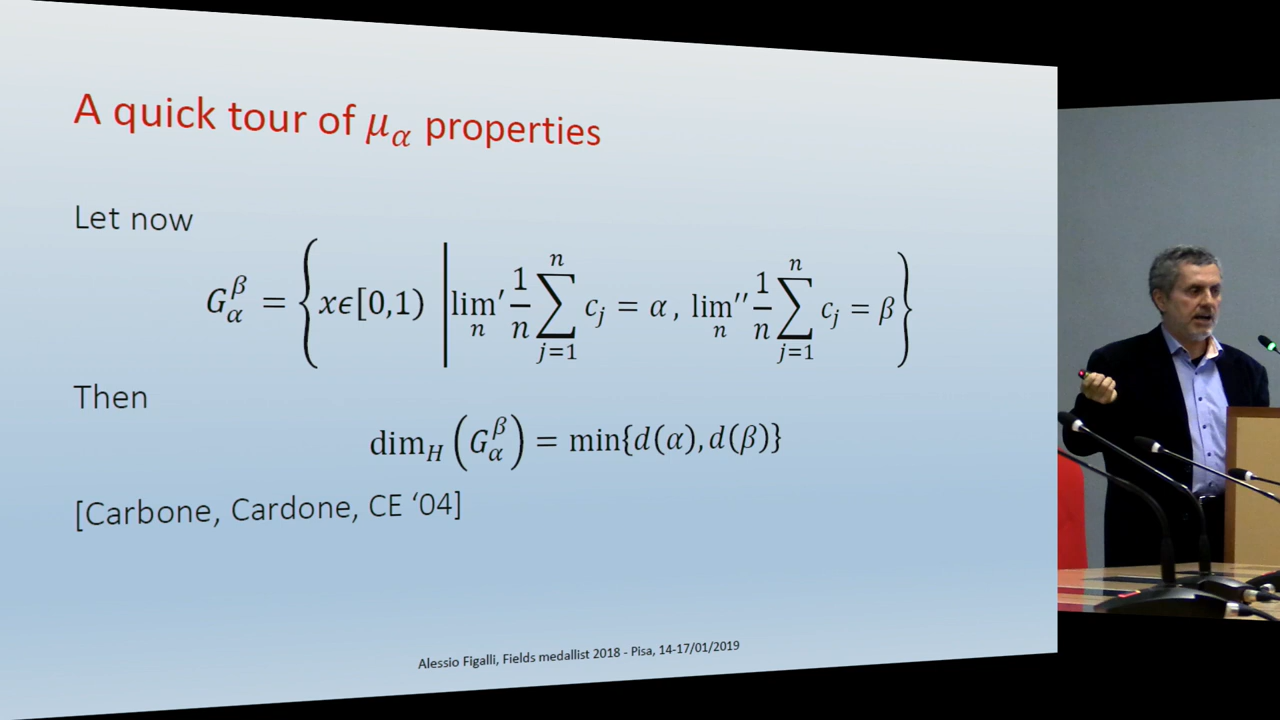 A quick tour of μ_α properties
Let now
G_α^β = { xϵ[0,1) | lim′_n 1/n ∑_{j=1}^{n} c_j = α , lim″_n 1/n ∑_{j=1}^{n} c_j = β }
Then
dim_H (G_α^β) = min{d(α), d(β)}
[Carbone, Cardone, CE ‘04]
Alessio Figalli, Fields medallist 2018 - Pisa, 14-17/01/2019